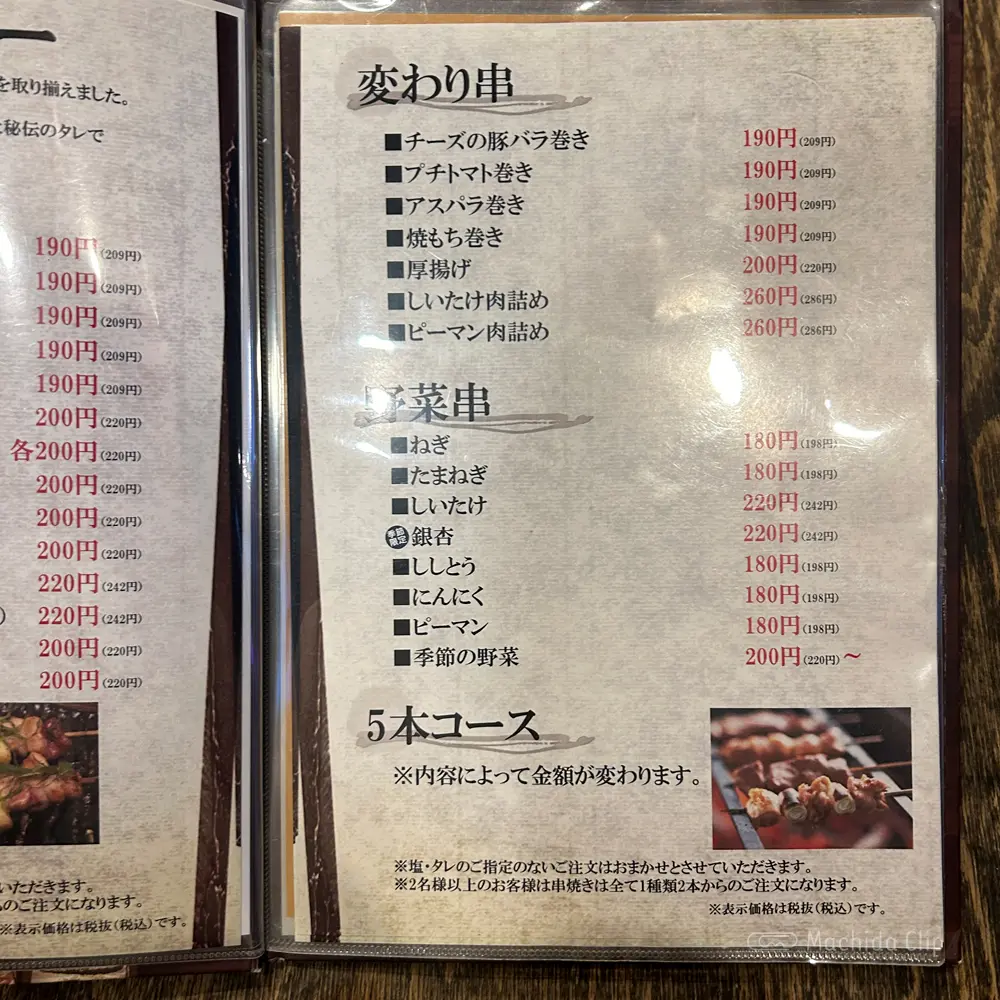 を取り揃えました。
秘伝のタレで
190円(209円)
190円(209円)
190円(209円)
190円(209円)
190円(209円)
200円(220円)
各200円(220円)
200円(220円)
200円(220円)
200円(220円)
220円(242円)
)220円(242円)
200円(220円)
200円(220円)
いただきます。
のご注文になります。
※表示価格は税抜(税込)です。
変わり串
■チーズの豚バラ巻き 190円(209円)
■プチトマト巻き 190円(209円)
■アスパラ巻き 190円(209円)
■焼もち巻き 190円(209円)
■厚揚げ 200円(220円)
■しいたけ肉詰め 260円(286円)
■ピーマン肉詰め 260円(286円)
野菜串
■ねぎ 180円(198円)
■たまねぎ 180円(198円)
■しいたけ 220円(242円)
季節限定 銀杏 220円(242円)
■ししとう 180円(198円)
■にんにく 180円(198円)
■ピーマン 180円(198円)
■季節の野菜 200円(220円)〜
5本コース
※内容によって金額が変わります。
※塩・タレのご指定のないご注文はおまかせとさせていただきます。
※2名様以上のお客様は串焼きは全て1種類2本からのご注文になります。
※表示価格は税抜(税込)です。
Machida Clip